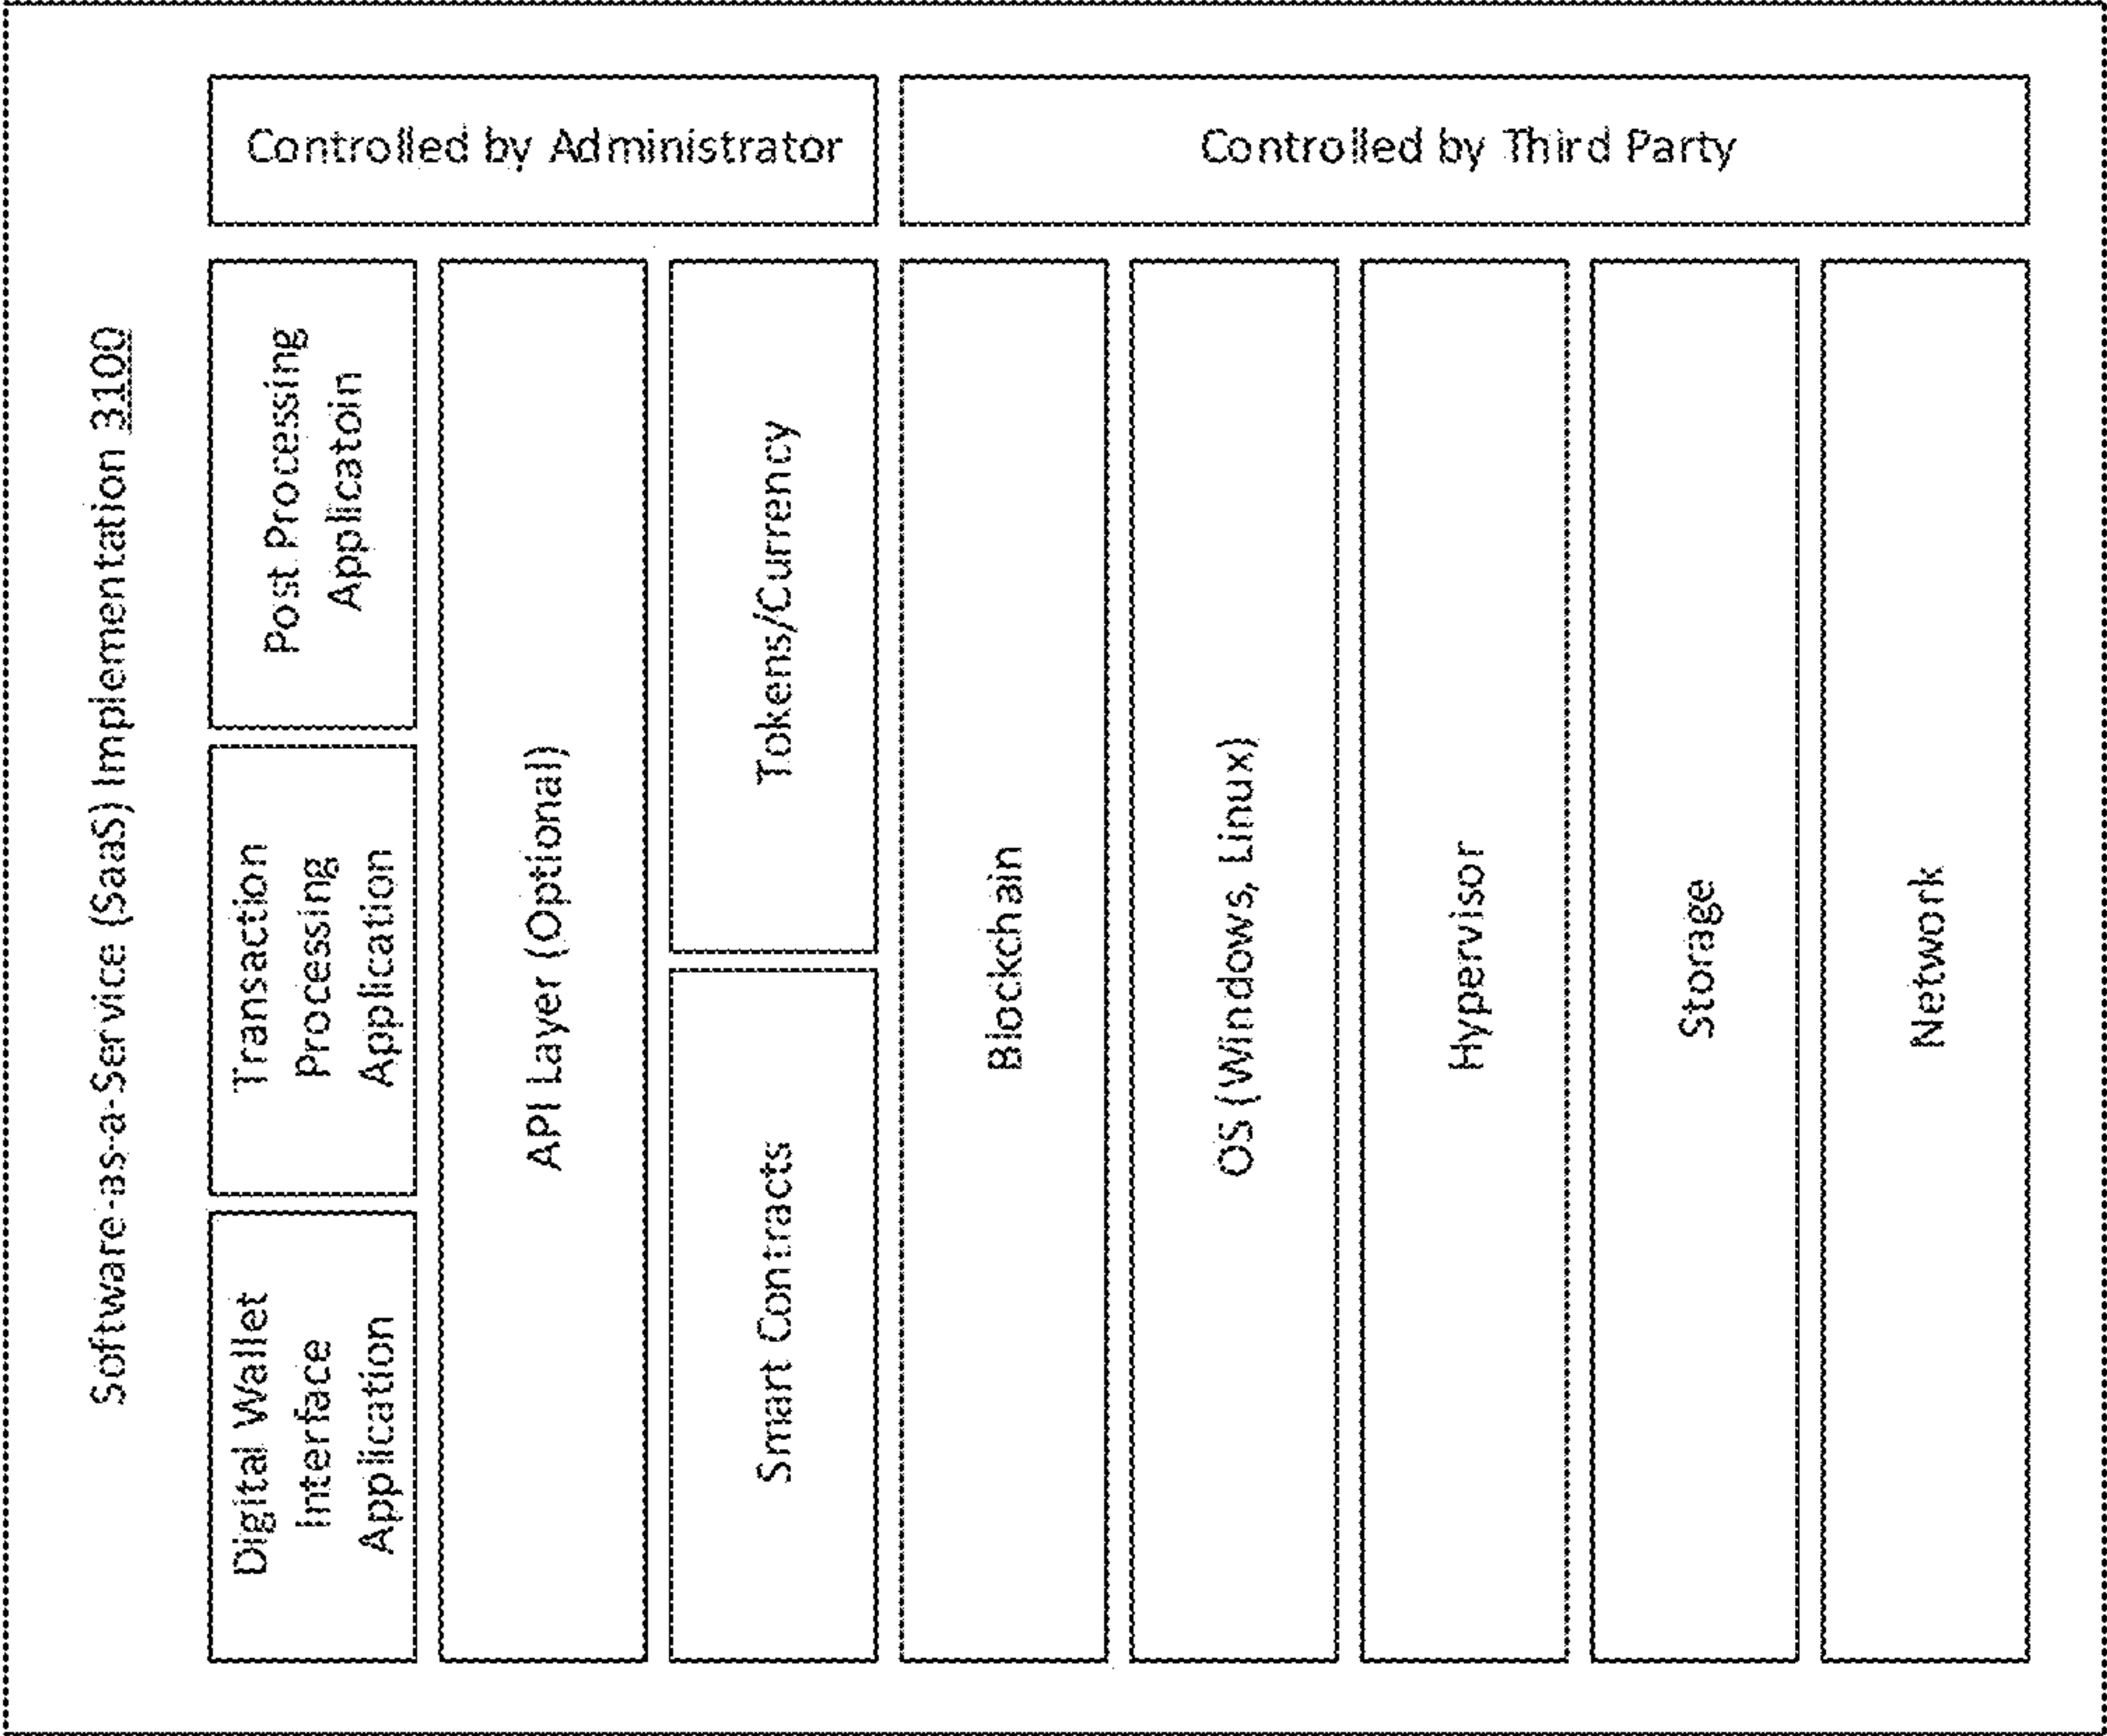 Software-as-a-Service (SaaS) Implementation 3100
Digital Wallet
Interface
Application
Transaction
Processing
Application
Post Processing
Applicatoin
API Layer (Optional)
Smart Contracts
Tokens/Currency
Blockchain
OS (Windows, Linux)
Hypervisor
Storage
Network
Controlled by Administrator
Controlled by Third Party